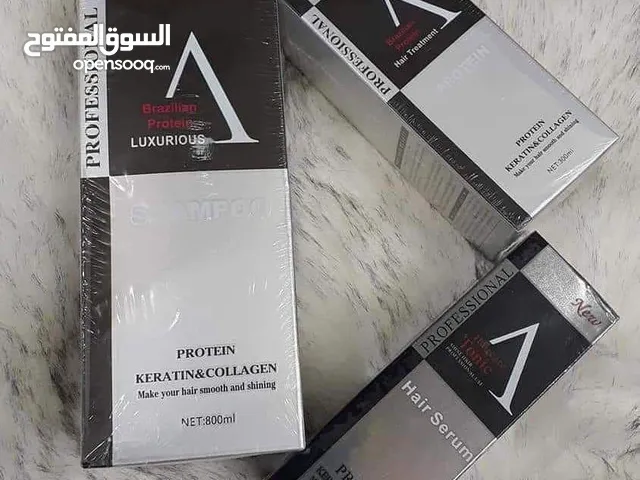 السوق المفتوح
opensooq.com
PROFESSIONAL
Brazilian
Protein
LUXURIOUS
PROTEIN
KERATIN&COLLAGEN
Make your hair smooth and shining
NET:800ml
PROFESSIONAL
Brazilian
Protein
Hair Treatment
PROTEIN
KERATIN&COLLAGEN
Make your hair smooth and shining
NET:300ml
PROFESSIONAL
New
Tonic
Hair Serum